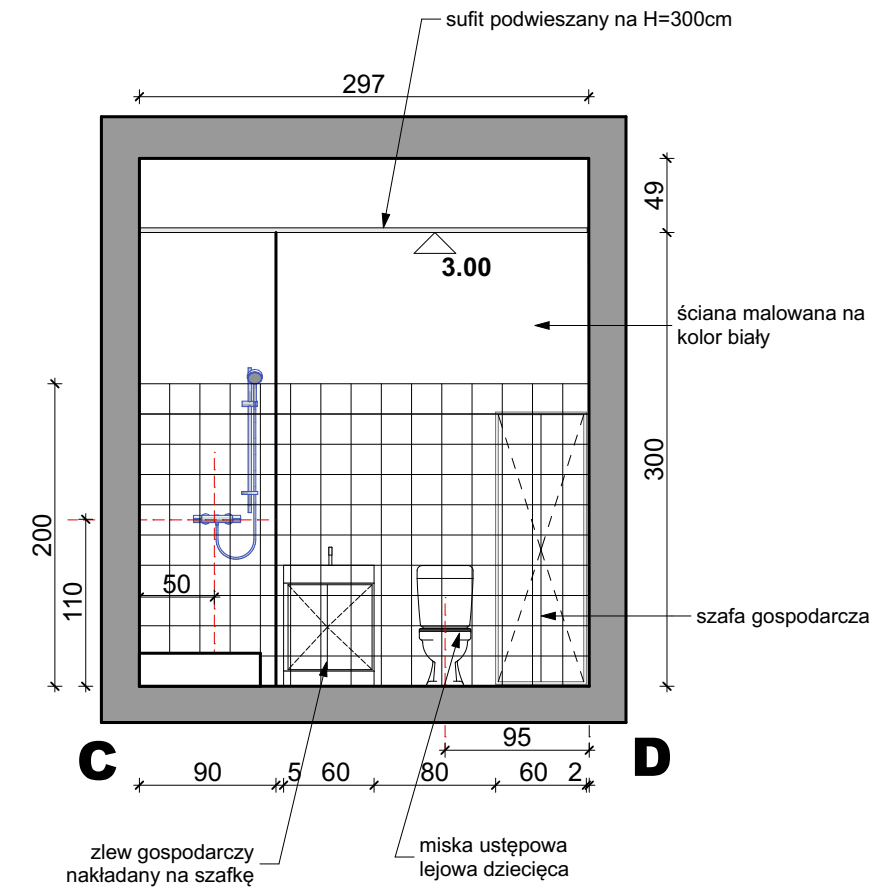 sufit podwieszany na H=300cm
297
49
3.00
ściana malowana na
kolor biały
300
200
110
50
szafa gospodarcza
95
C
D
90
5
60
80
60
2
zlew gospodarczy
nakładany na szafkę
miska ustępowa
lejowa dziecięca